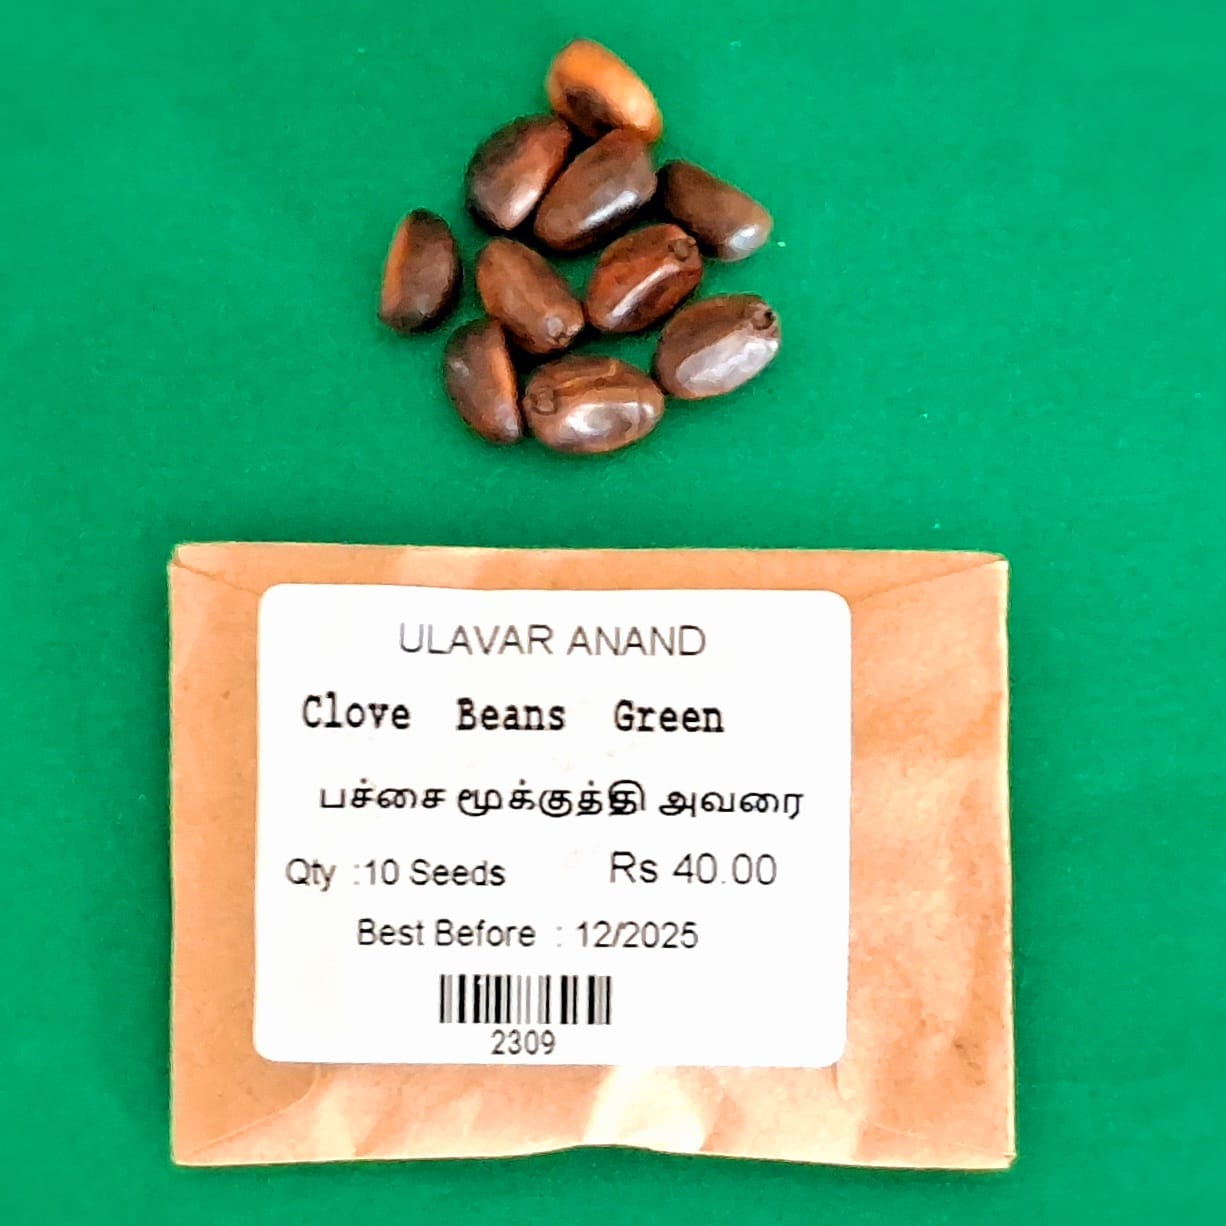 ULAVAR ANAND
Clove Beans Green
பச்சை மூக்குத்தி அவரை
Qty :10 Seeds Rs 40.00
Best Before : 12/2025
2309